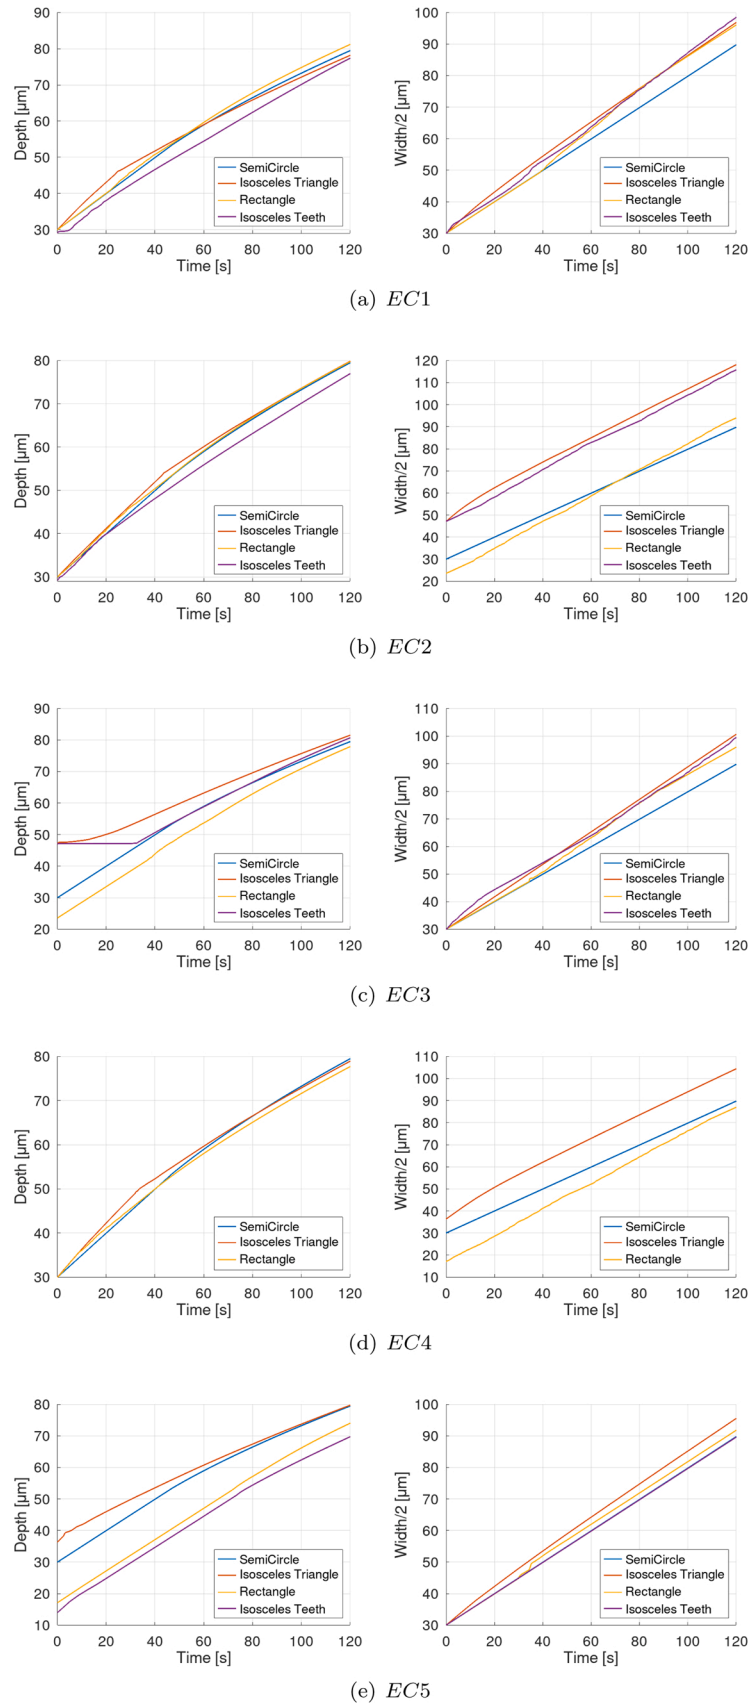 90
80
70
60
50
40
30
Depth [µm]
0 20 40 60 80 100 120
Time [s]
SemiCircle
Isosceles Triangle
Rectangle
Isosceles Teeth
100
90
80
70
60
50
40
30
Width/2 [µm]
0 20 40 60 80 100 120
Time [s]
SemiCircle
Isosceles Triangle
Rectangle
Isosceles Teeth
(a) EC1
80
70
60
50
40
30
Depth [µm]
0 20 40 60 80 100 120
Time [s]
SemiCircle
Isosceles Triangle
Rectangle
Isosceles Teeth
120
110
100
90
80
70
60
50
40
30
20
Width/2 [µm]
0 20 40 60 80 100 120
Time [s]
SemiCircle
Isosceles Triangle
Rectangle
Isosceles Teeth
(b) EC2
90
80
70
60
50
40
30
20
Depth [µm]
0 20 40 60 80 100 120
Time [s]
SemiCircle
Isosceles Triangle
Rectangle
Isosceles Teeth
110
100
90
80
70
60
50
40
30
Width/2 [µm]
0 20 40 60 80 100 120
Time [s]
SemiCircle
Isosceles Triangle
Rectangle
Isosceles Teeth
(c) EC3
80
70
60
50
40
30
Depth [µm]
0 20 40 60 80 100 120
Time [s]
SemiCircle
Isosceles Triangle
Rectangle
110
100
90
80
70
60
50
40
30
20
10
Width/2 [µm]
0 20 40 60 80 100 120
Time [s]
SemiCircle
Isosceles Triangle
Rectangle
(d) EC4
80
70
60
50
40
30
20
10
Depth [µm]
0 20 40 60 80 100 120
Time [s]
SemiCircle
Isosceles Triangle
Rectangle
Isosceles Teeth
100
90
80
70
60
50
40
30
Width/2 [µm]
0 20 40 60 80 100 120
Time [s]
SemiCircle
Isosceles Triangle
Rectangle
Isosceles Teeth
(e) EC5